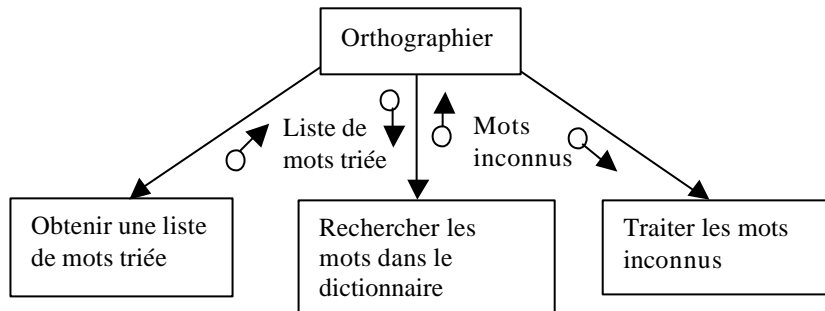 Orthographier
Liste de
mots triée
Mots
inconnus
Obtenir une liste
de mots triée
Rechercher les
mots dans le
dictionnaire
Traiter les mots
inconnus